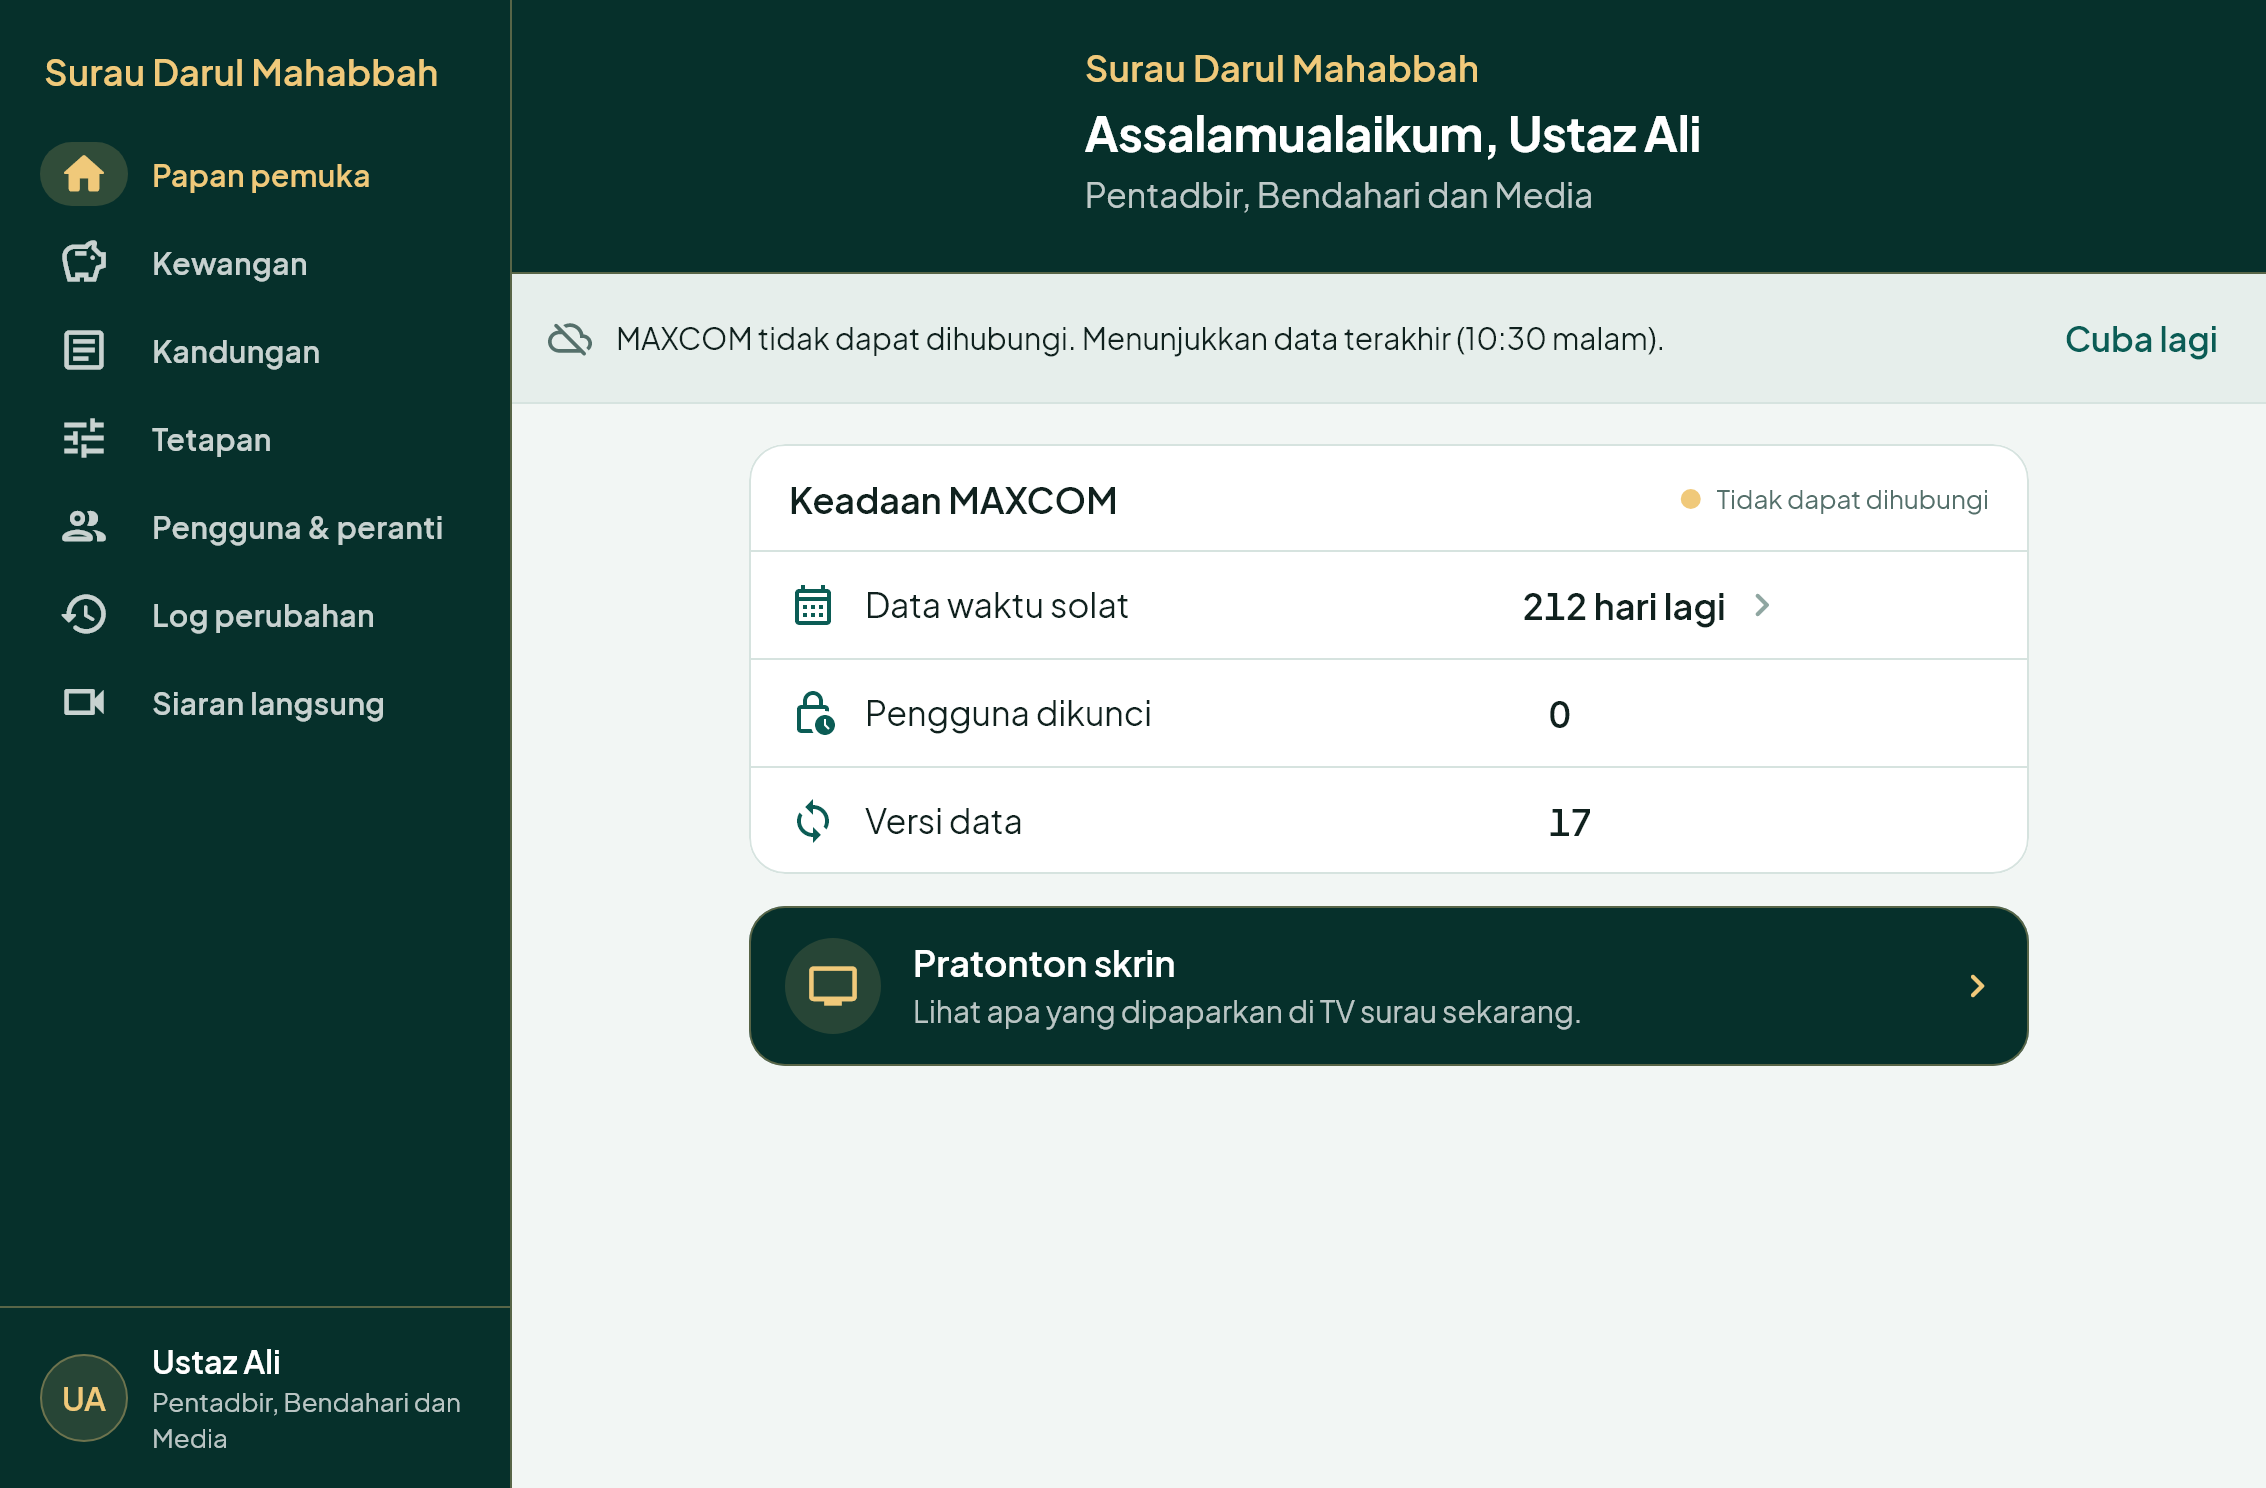 Surau Darul Mahabbah
Papan pemuka
Kewangan
Kandungan
Tetapan
Pengguna & peranti
Log perubahan
Siaran langsung
UA
Ustaz Ali
Pentadbir, Bendahari dan
Media
Surau Darul Mahabbah
Assalamualaikum, Ustaz Ali
Pentadbir, Bendahari dan Media
MAXCOM tidak dapat dihubungi. Menunjukkan data terakhir (10:30 malam).
Cuba lagi
Keadaan MAXCOM
Tidak dapat dihubungi
Data waktu solat
212 hari lagi
Pengguna dikunci
0
Versi data
17
Pratonton skrin
Lihat apa yang dipaparkan di TV surau sekarang.